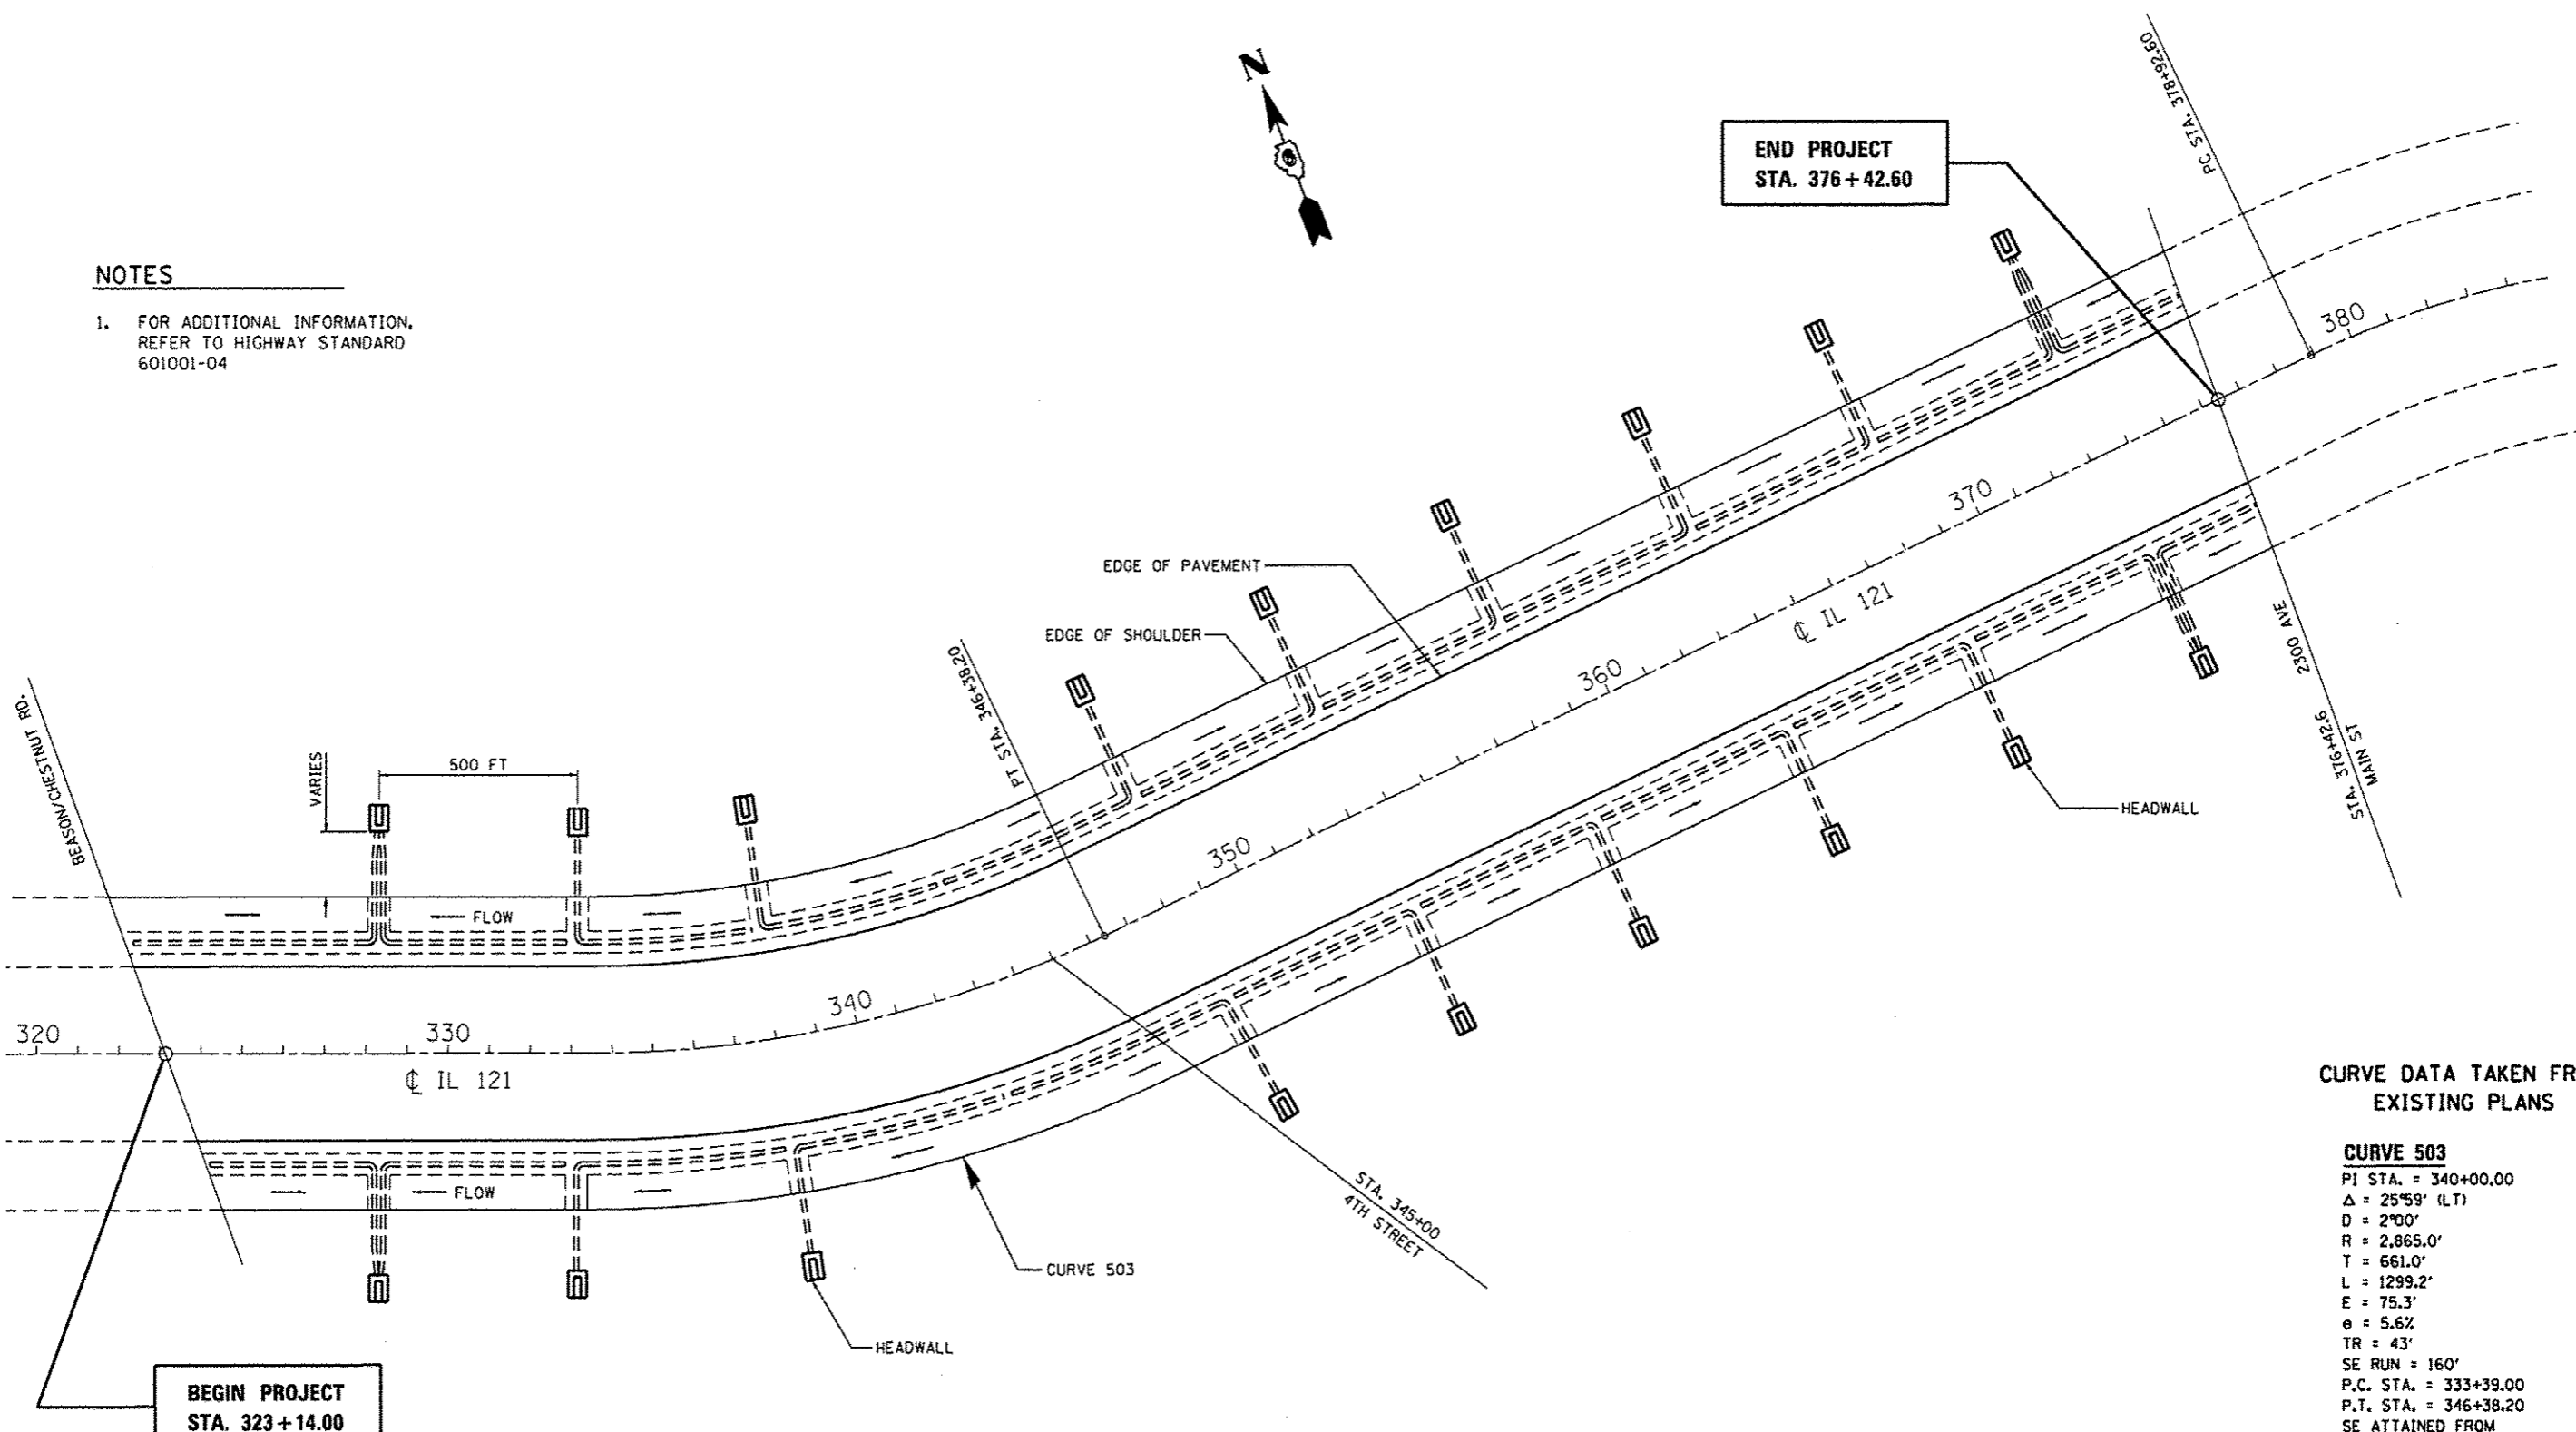 N
END PROJECT
STA. 376+42.60
PC STA. 378+92.60
NOTES
1. FOR ADDITIONAL INFORMATION,
REFER TO HIGHWAY STANDARD
601001-04
380
370
EDGE OF PAVEMENT
EDGE OF SHOULDER
℄ IL 121
360
PT STA. 346+38.20
2300 AVE
STA. 376+42.6
MAIN ST
BEASON/CHESTNUT RD.
VARIES
500 FT
HEADWALL
350
FLOW
340
320
330
℄ IL 121
FLOW
STA. 345+00
4TH STREET
CURVE 503
HEADWALL
BEGIN PROJECT
STA. 323+14.00
CURVE DATA TAKEN FR
EXISTING PLANS
CURVE 503
PI STA. = 340+00.00
Δ = 25°59' (LT)
D = 2°00'
R = 2,865.0'
T = 661.0'
L = 1299.2'
E = 75.3'
e = 5.6%
TR = 43'
SE RUN = 160'
P.C. STA. = 333+39.00
P.T. STA. = 346+38.20
SE ATTAINED FROM